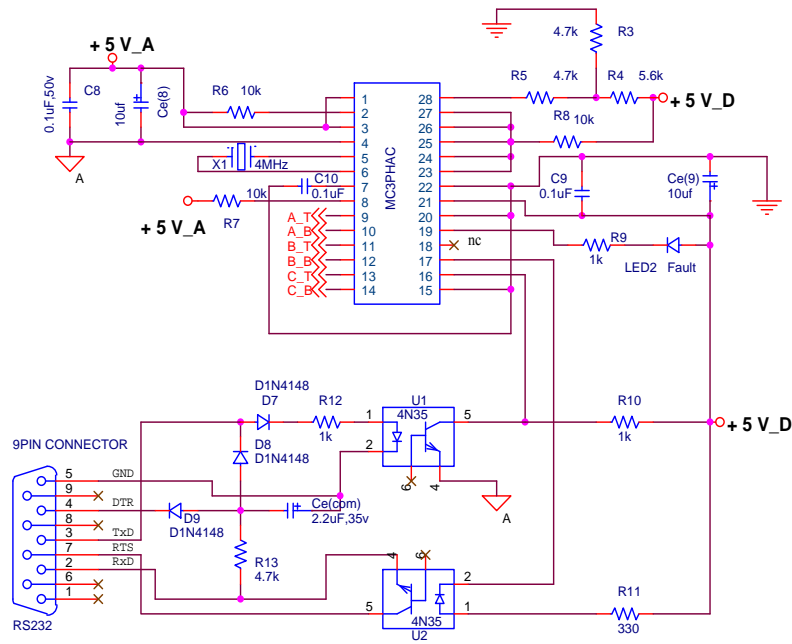 + 5 V_A
C8
0.1uF,50v
10uf
Ce(8)
A
R6 10k
X1 4MHz
C10
0.1uF
10k
R7
+ 5 V_A
A_T
A_B
B_T
B_B
C_T
C_B
1
2
3
4
5
6
7
8
9
10
11
12
13
14
MC3PHAC
28
27
26
25
24
23
22
21
20
19
18
17
16
15
nc
4.7k R3
R5 4.7k R4 5.6k
+ 5 V_D
R8
10k
C9
0.1uF
Ce(9)
10uf
R9
1k
LED2 Fault
D1N4148
D7
R12
1k
D8
D1N4148
D9
D1N4148
Ce(com)
2.2uF,35v
R13
4.7k
U1
4N35
1
2
5
6
4
A
R10
1k
+ 5 V_D
R11
330
4
6
2
5
1
4N35
U2
9PIN CONNECTOR
5 GND
9
4 DTR
8
3 TxD
7 RTS
2 RxD
6
1
RS232